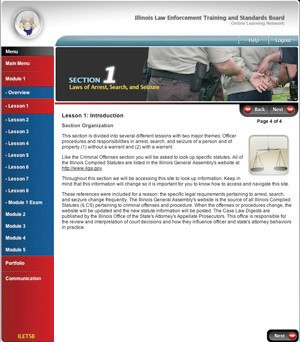 Illinois Law Enforcement Training and Standards Board
Online Learning Network
Help
Logout
Menu
Main Menu
Module 1
- Overview
- Lesson 1
- Lesson 2
- Lesson 3
- Lesson 4
- Lesson 5
- Lesson 6
- Lesson 7
- Lesson 8
- Module 1 Exam
Module 2
Module 3
Module 4
Module 5
Portfolio
Communication
ILETSB
SECTION 1
Laws of Arrest, Search, and Seizure
Back
Next
Page 4 of 4
Lesson 1: Introduction
Section Organization
This section is divided into several different lessons with two major themes: Officer
procedures and responsibilities in arrest, search, and seizure of a person and of
property (1) without a warrant and (2) with a warrant.
Like the Criminal Offenses section you will be asked to look up specific statutes. All of
the Illinois Compiled Statutes are listed in the Illinois General Assembly's website at
http://www.ilga.gov.
Throughout this section we will be accessing this site to look up information. Keep in
mind that this information will change so it is important for you to know how to access and navigate this site.
These references were included for a reason: the specific legal requirements pertaining to arrest, search,
and seizure change frequently. The Illinois General Assembly's website is the source of all Illinois Compiled
Statutes (ILCS) pertaining to criminal offenses and procedure. When the offenses or procedures change, the
website will be updated and the new statute information will be posted. The Case Law Digests are
published by the Illinois Office of the State's Attorney's Appellate Prosecutors. This office is responsible for
the review and interpretation of court decisions and how they influence officer and state's attorney behaviors
in practice.
Next